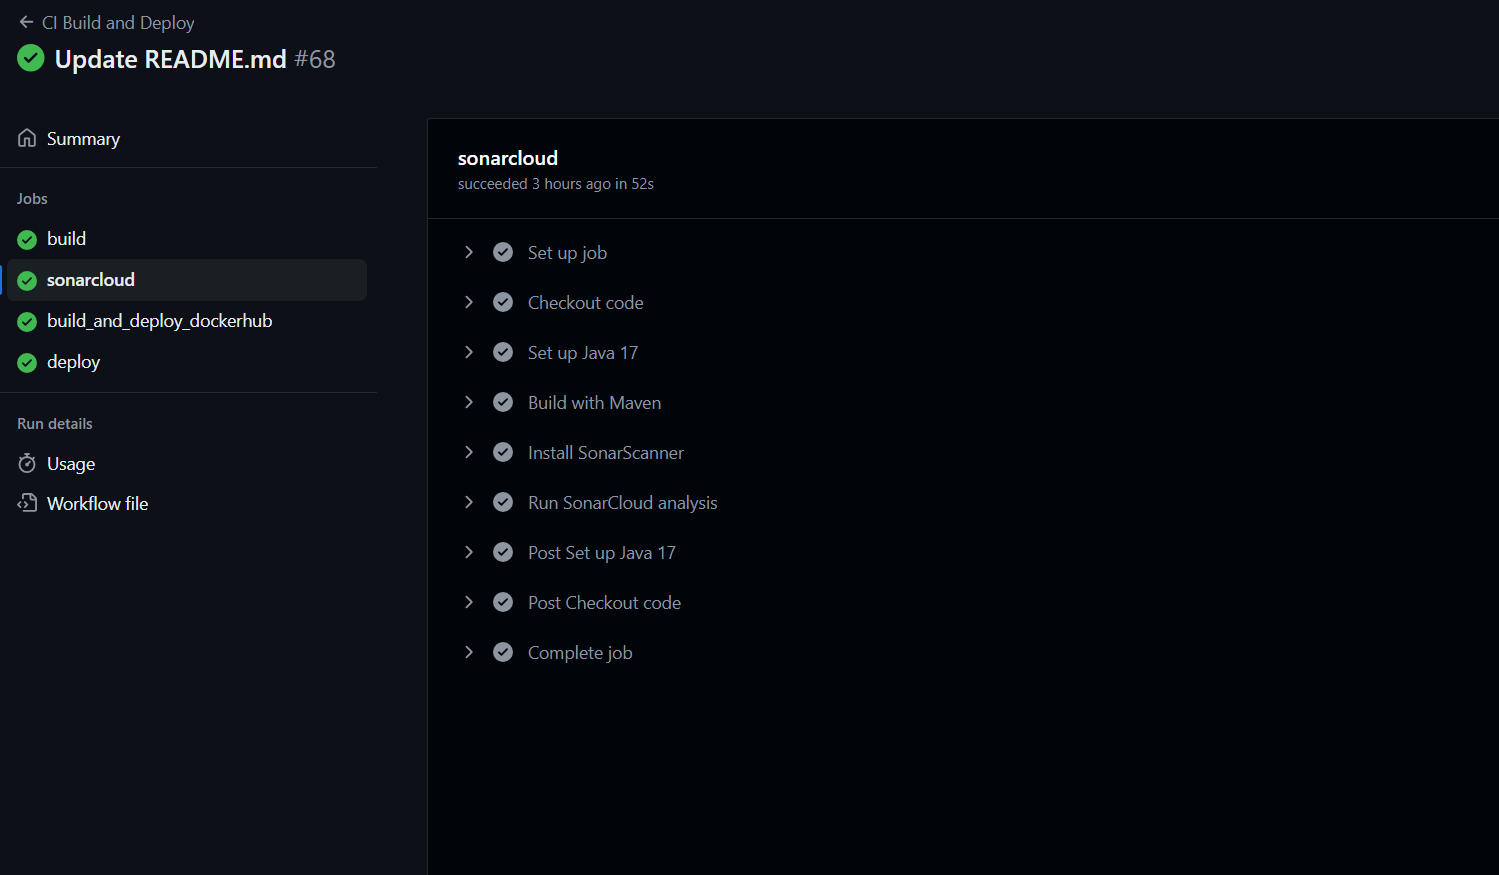 CI Build and Deploy
Update README.md #68
Summary
Jobs
build
sonarcloud
build_and_deploy_dockerhub
deploy
Run details
Usage
Workflow file
sonarcloud
succeeded 3 hours ago in 52s
Set up job
Checkout code
Set up Java 17
Build with Maven
Install SonarScanner
Run SonarCloud analysis
Post Set up Java 17
Post Checkout code
Complete job